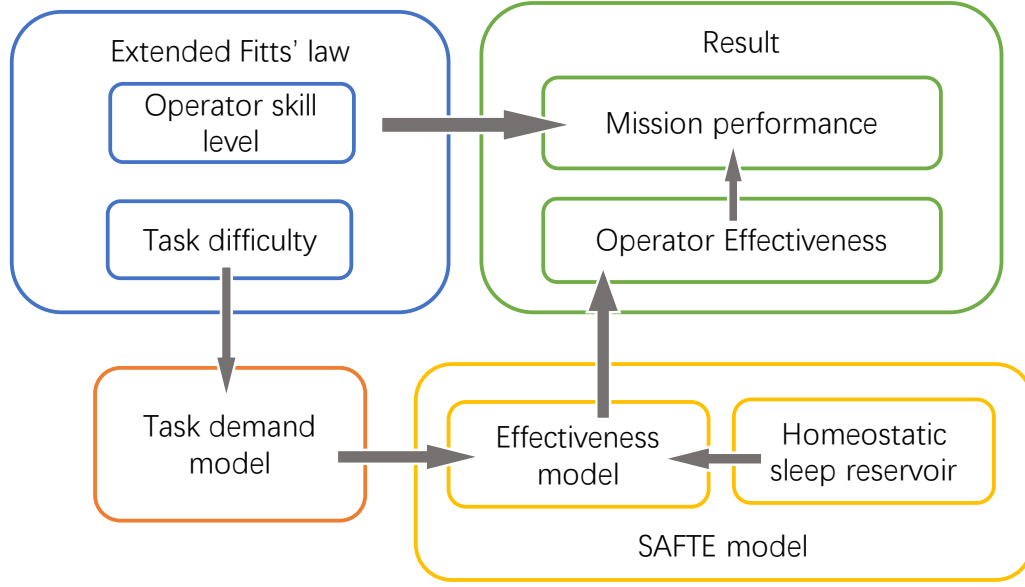 Extended Fitts’ law
Operator skill
level
Task difficulty
Result
Mission performance
Operator Effectiveness
Task demand
model
Effectiveness
model
Homeostatic
sleep reservoir
SAFTE model